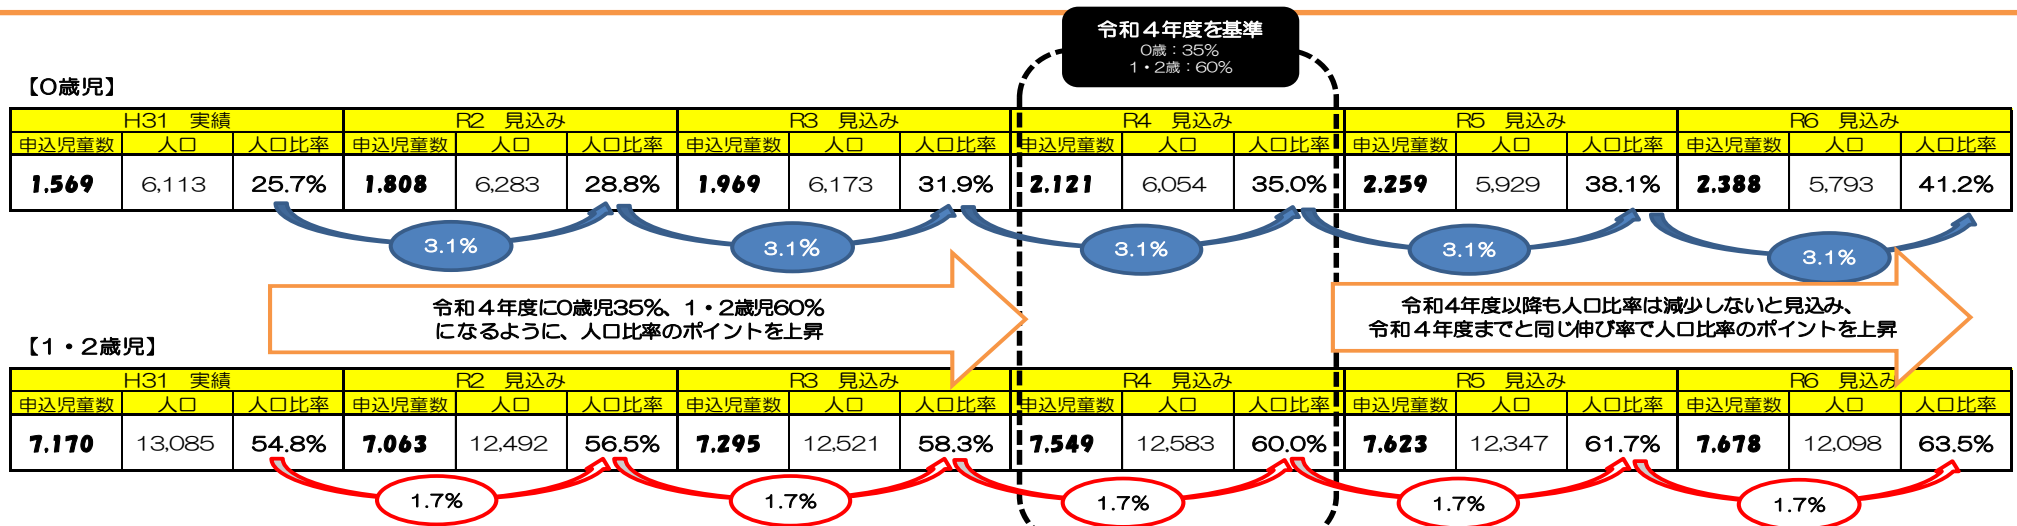 令和４年度を基準
0歳：35%
1・2歳：60%
【0歳児】
H31　実績 R2　見込み R3　見込み R4　見込み R5　見込み R6　見込み
申込児童数 人口 人口比率 申込児童数 人口 人口比率 申込児童数 人口 人口比率 申込児童数 人口 人口比率 申込児童数 人口 人口比率 申込児童数 人口 人口比率
1,569 6,113 25.7% 1,808 6,283 28.8% 1,969 6,173 31.9% 2,121 6,054 35.0% 2,259 5,929 38.1% 2,388 5,793 41.2%
3.1% 3.1% 3.1% 3.1% 3.1%
令和４年度に0歳児35%、1・2歳児60%
になるように、人口比率のポイントを上昇
令和4年度以降も人口比率は減少しないと見込み、
令和４年度までと同じ伸び率で人口比率のポイントを上昇
【1・2歳児】
H31　実績 R2　見込み R3　見込み R4　見込み R5　見込み R6　見込み
申込児童数 人口 人口比率 申込児童数 人口 人口比率 申込児童数 人口 人口比率 申込児童数 人口 人口比率 申込児童数 人口 人口比率 申込児童数 人口 人口比率
7,170 13,085 54.8% 7,063 12,492 56.5% 7,295 12,521 58.3% 7,549 12,583 60.0% 7,623 12,347 61.7% 7,678 12,098 63.5%
1.7% 1.7% 1.7% 1.7% 1.7%